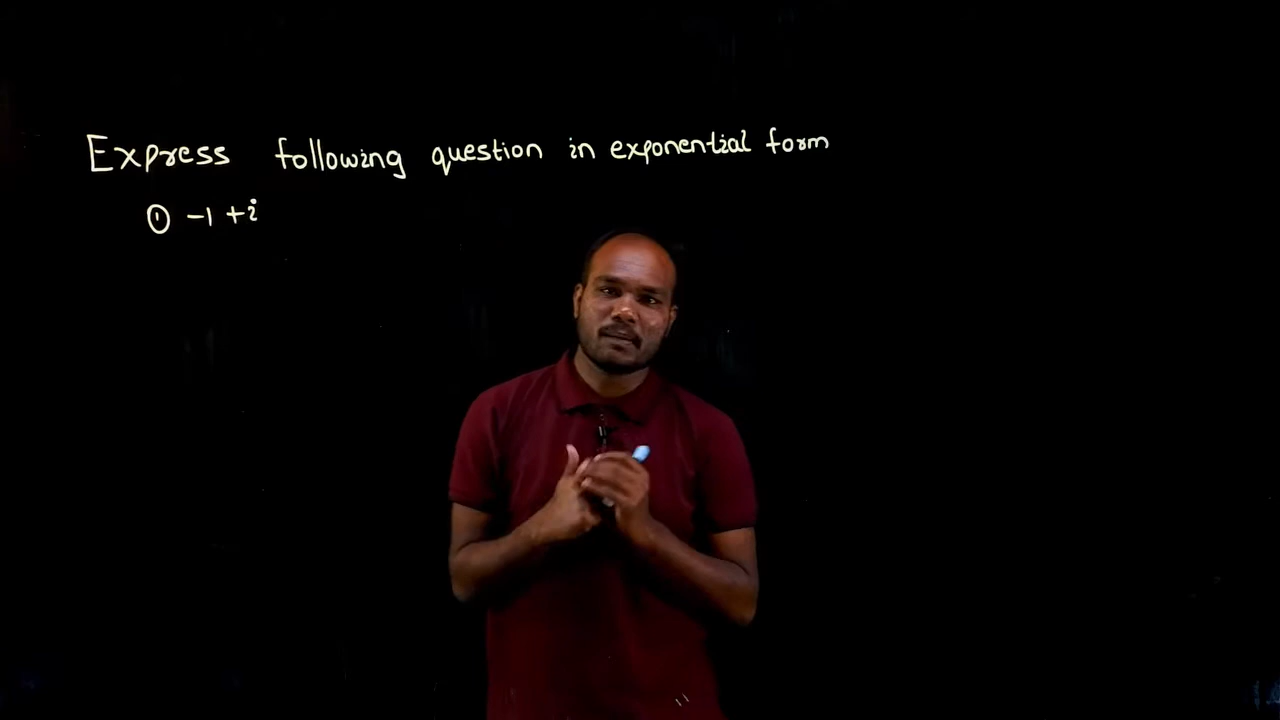 Express following question in exponential form
① -1 +i